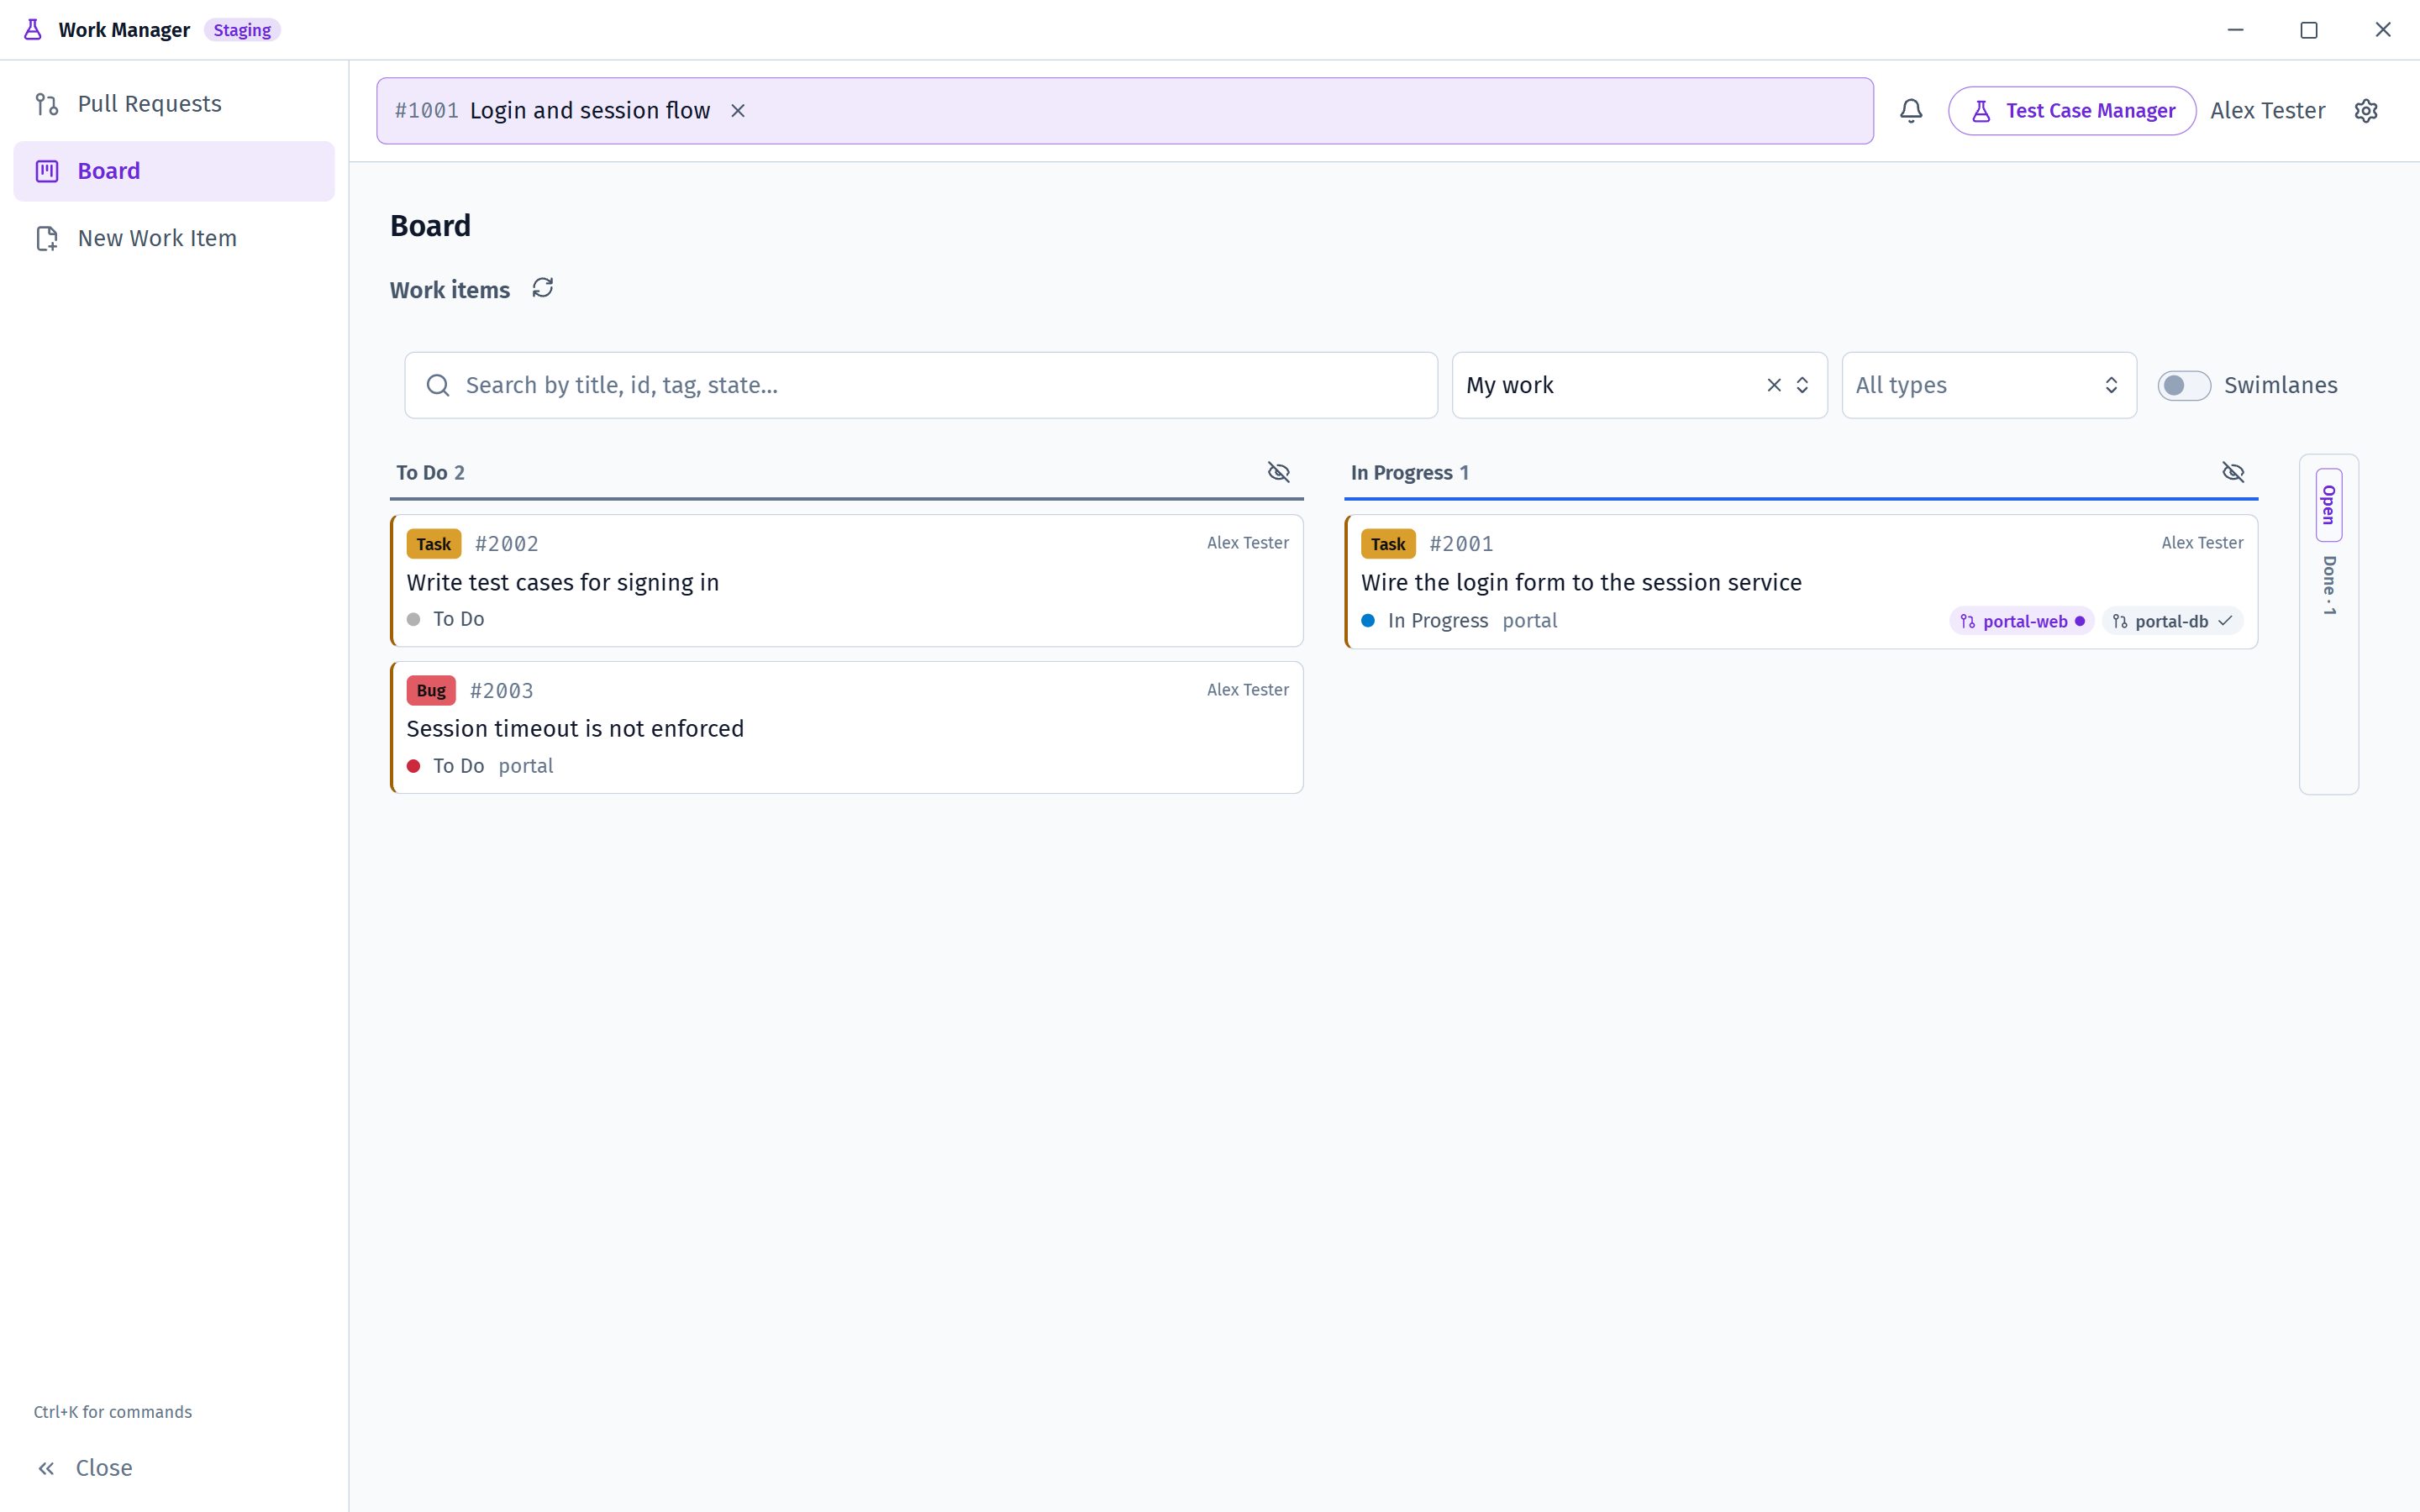 Work Manager Staging
Pull Requests
Board
New Work Item
Ctrl+K for commands
Close
#1001 Login and session flow
Test Case Manager
Alex Tester
Board
Work items
Search by title, id, tag, state...
My work
All types
Swimlanes
To Do 2
Task #2002 Alex Tester
Write test cases for signing in
To Do
Bug #2003 Alex Tester
Session timeout is not enforced
To Do portal
In Progress 1
Task #2001 Alex Tester
Wire the login form to the session service
In Progress portal portal-web portal-db
Open
Done · 1